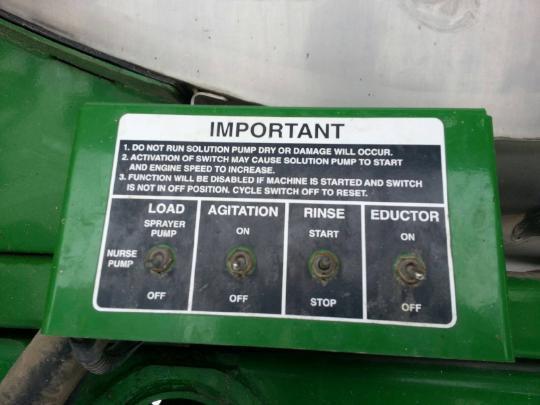 IMPORTANT
1. DO NOT RUN SOLUTION PUMP DRY OR DAMAGE WILL OCCUR.
2. ACTIVATION OF SWITCH MAY CAUSE SOLUTION PUMP TO START
AND ENGINE SPEED TO INCREASE.
3. FUNCTION WILL BE DISABLED IF MACHINE IS STARTED AND SWITCH
IS NOT IN OFF POSITION. CYCLE SWITCH OFF TO RESET.
LOAD AGITATION RINSE EDUCTOR
SPRAYER
PUMP ON START ON
NURSE
PUMP
OFF OFF STOP OFF